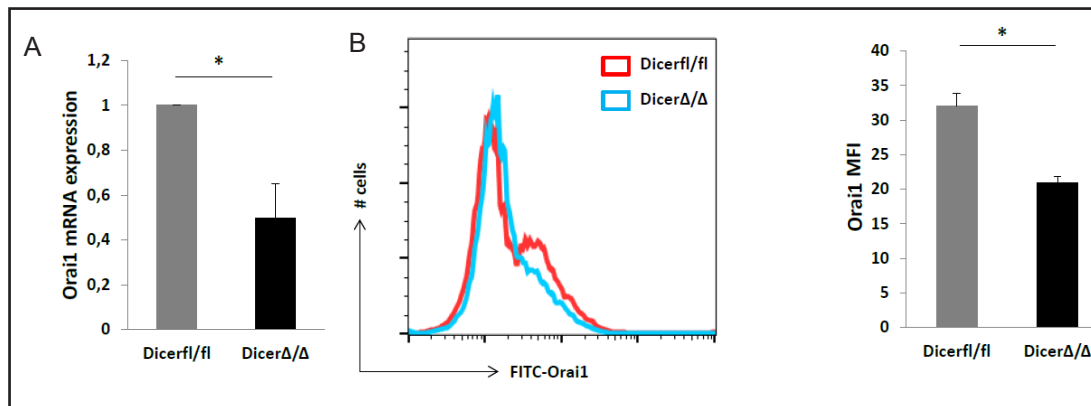 A
Orai1 mRNA expression
1,2
1
0,8
0,6
0,4
0,2
0
*
Dicerfl/fl DicerΔ/Δ
B
# cells
Dicerfl/fl
DicerΔ/Δ
FITC-Orai1
Orai1 MFI
40
35
30
25
20
15
10
5
0
*
Dicerfl/fl DicerΔ/Δ